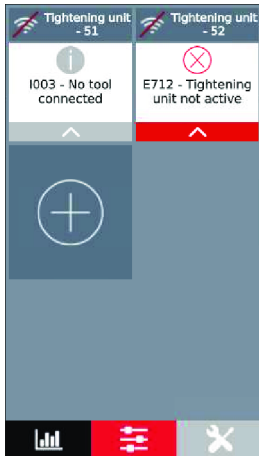 Tightening unit
- 51
Tightening unit
- 52
I003 - No tool
connected
E712 - Tightening
unit not active